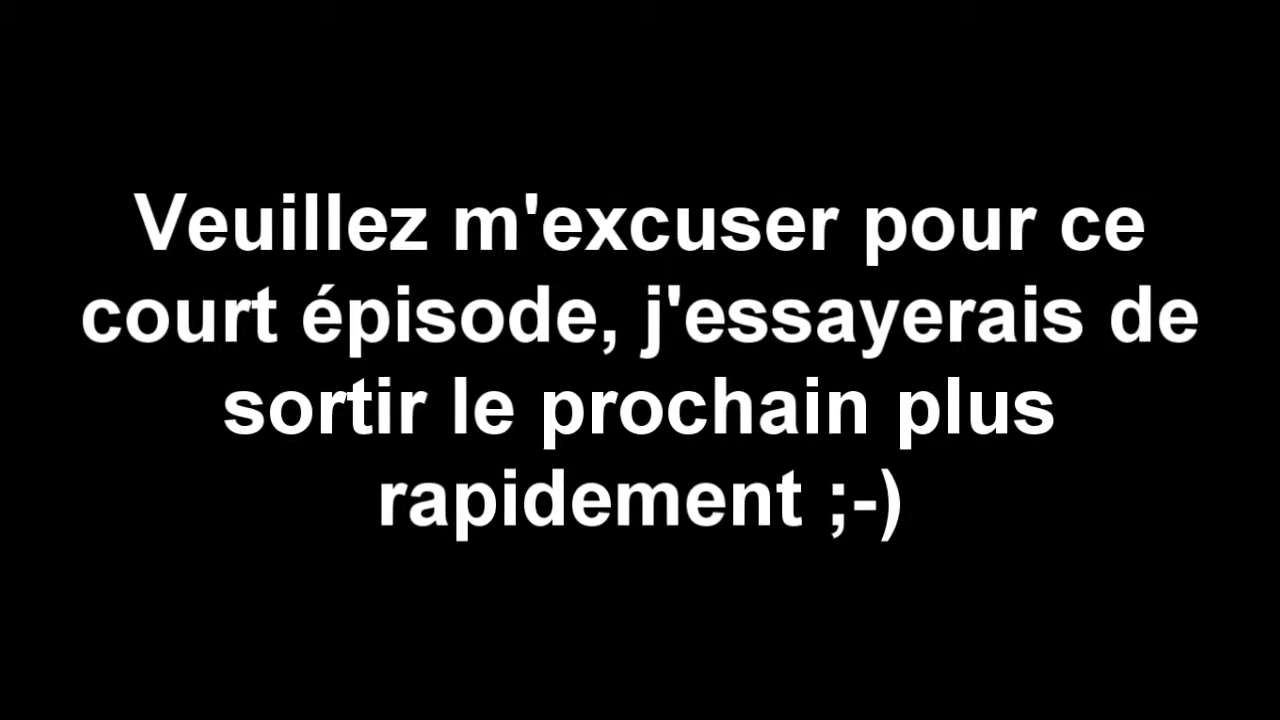 Veuillez m'excuser pour ce
court épisode, j'essayerais de
sortir le prochain plus
rapidement ;-)